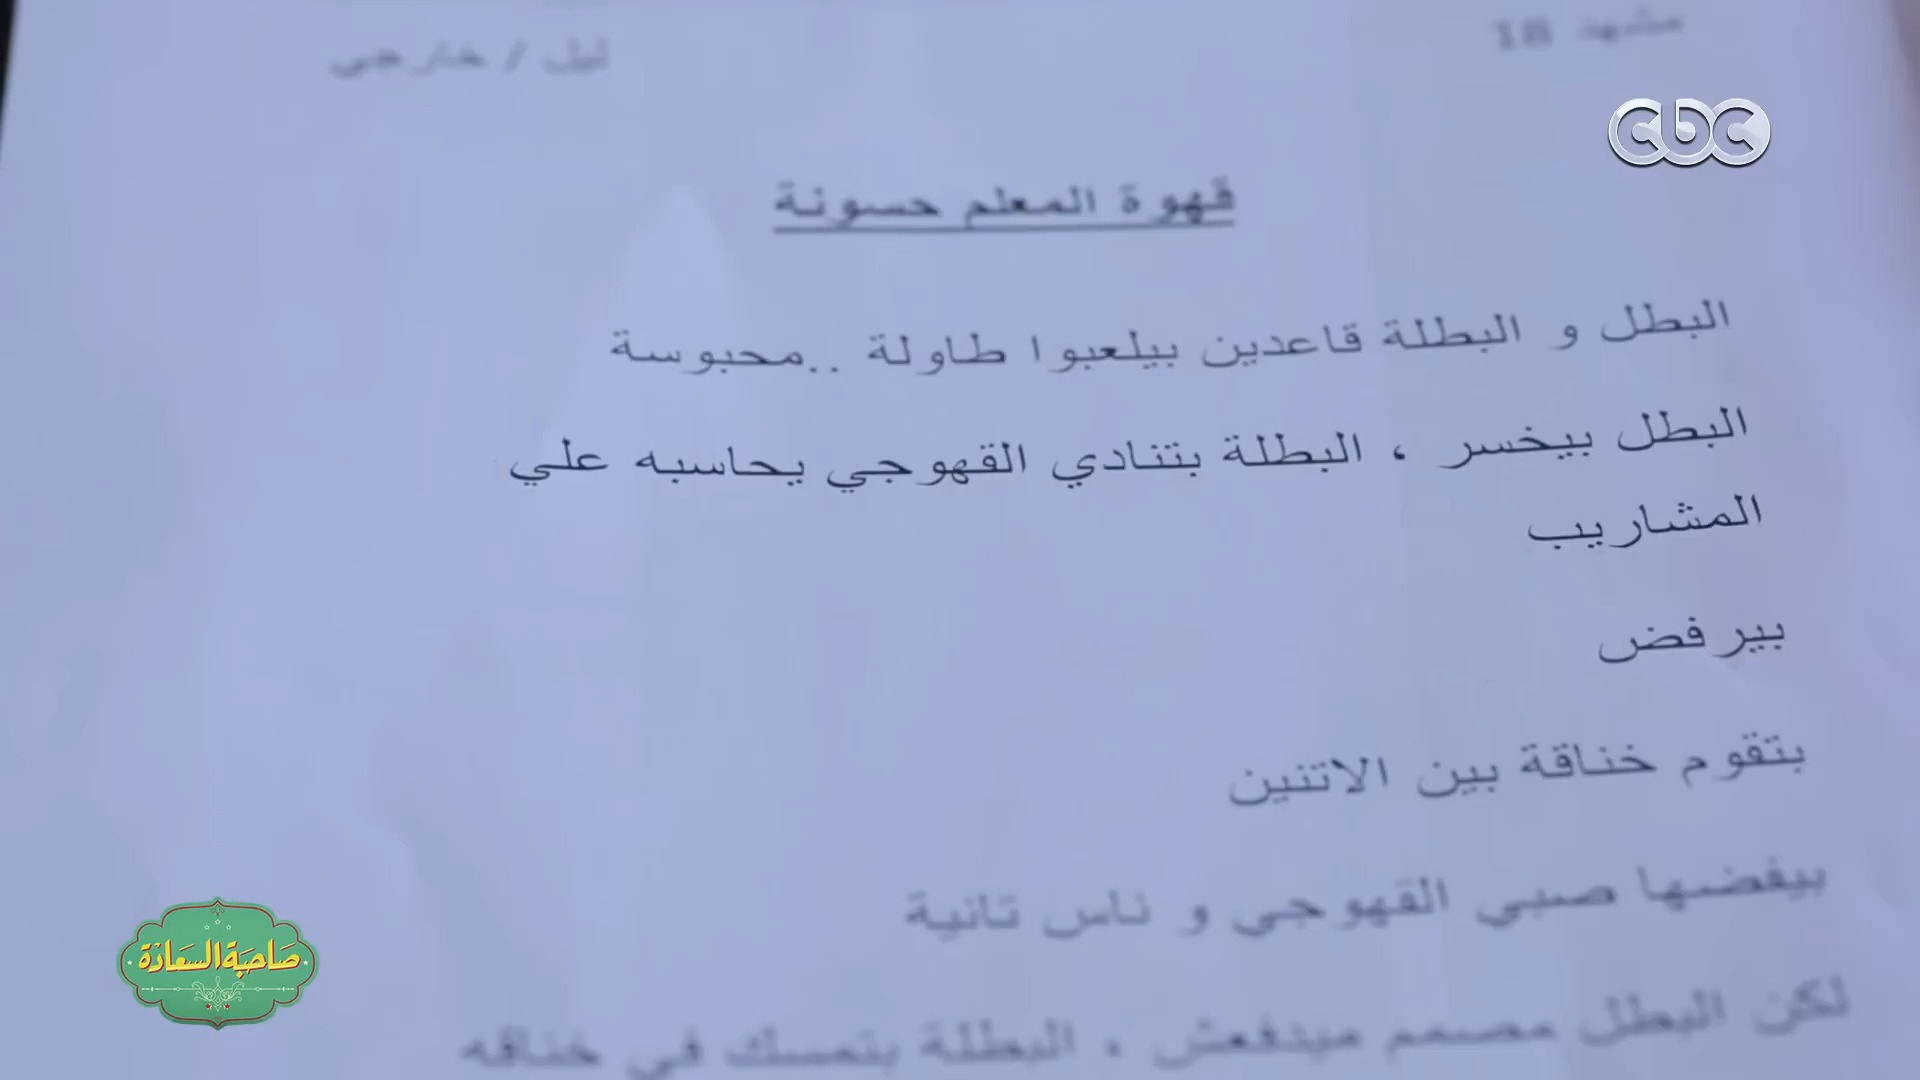 مشهد 18
ليل / خارجي
cbc
قهوة المعلم حسونة
البطل و البطلة قاعدين بيلعبوا طاولة ..محبوسة
البطل بيخسر ، البطلة بتنادي القهوجي يحاسبه علي
المشاريب
بيرفض
بتقوم خناقة بين الاتنين
بيفضها صبي القهوجي و ناس تانية
صاحبة السعادة
لكن البطل مصمم ميدفعش ، البطلة بتمسك في خناقه